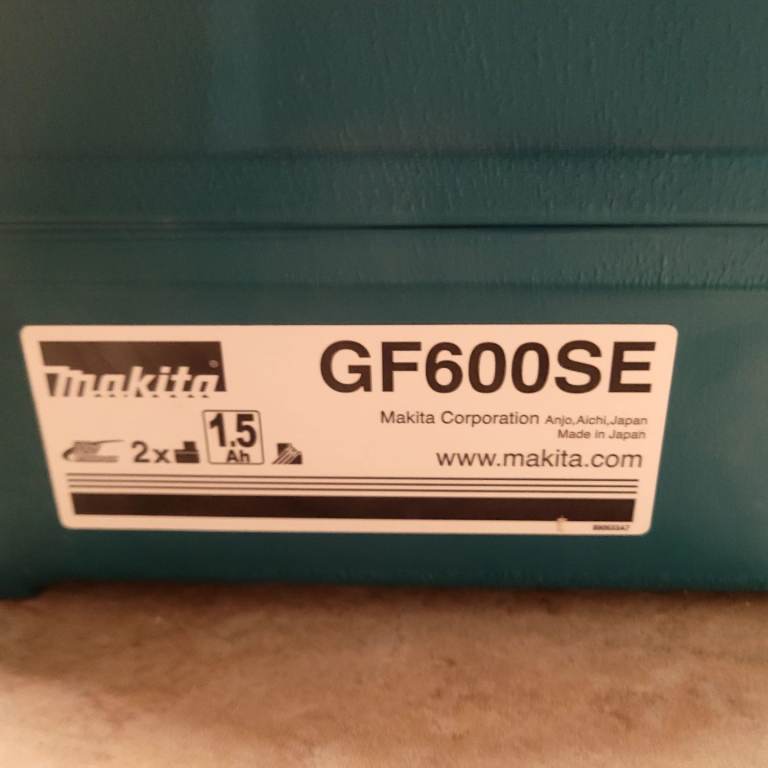 makita
GF600SE
Makita Corporation Anjo,Aichi,Japan
Made in Japan
2x 1.5 Ah
www.makita.com